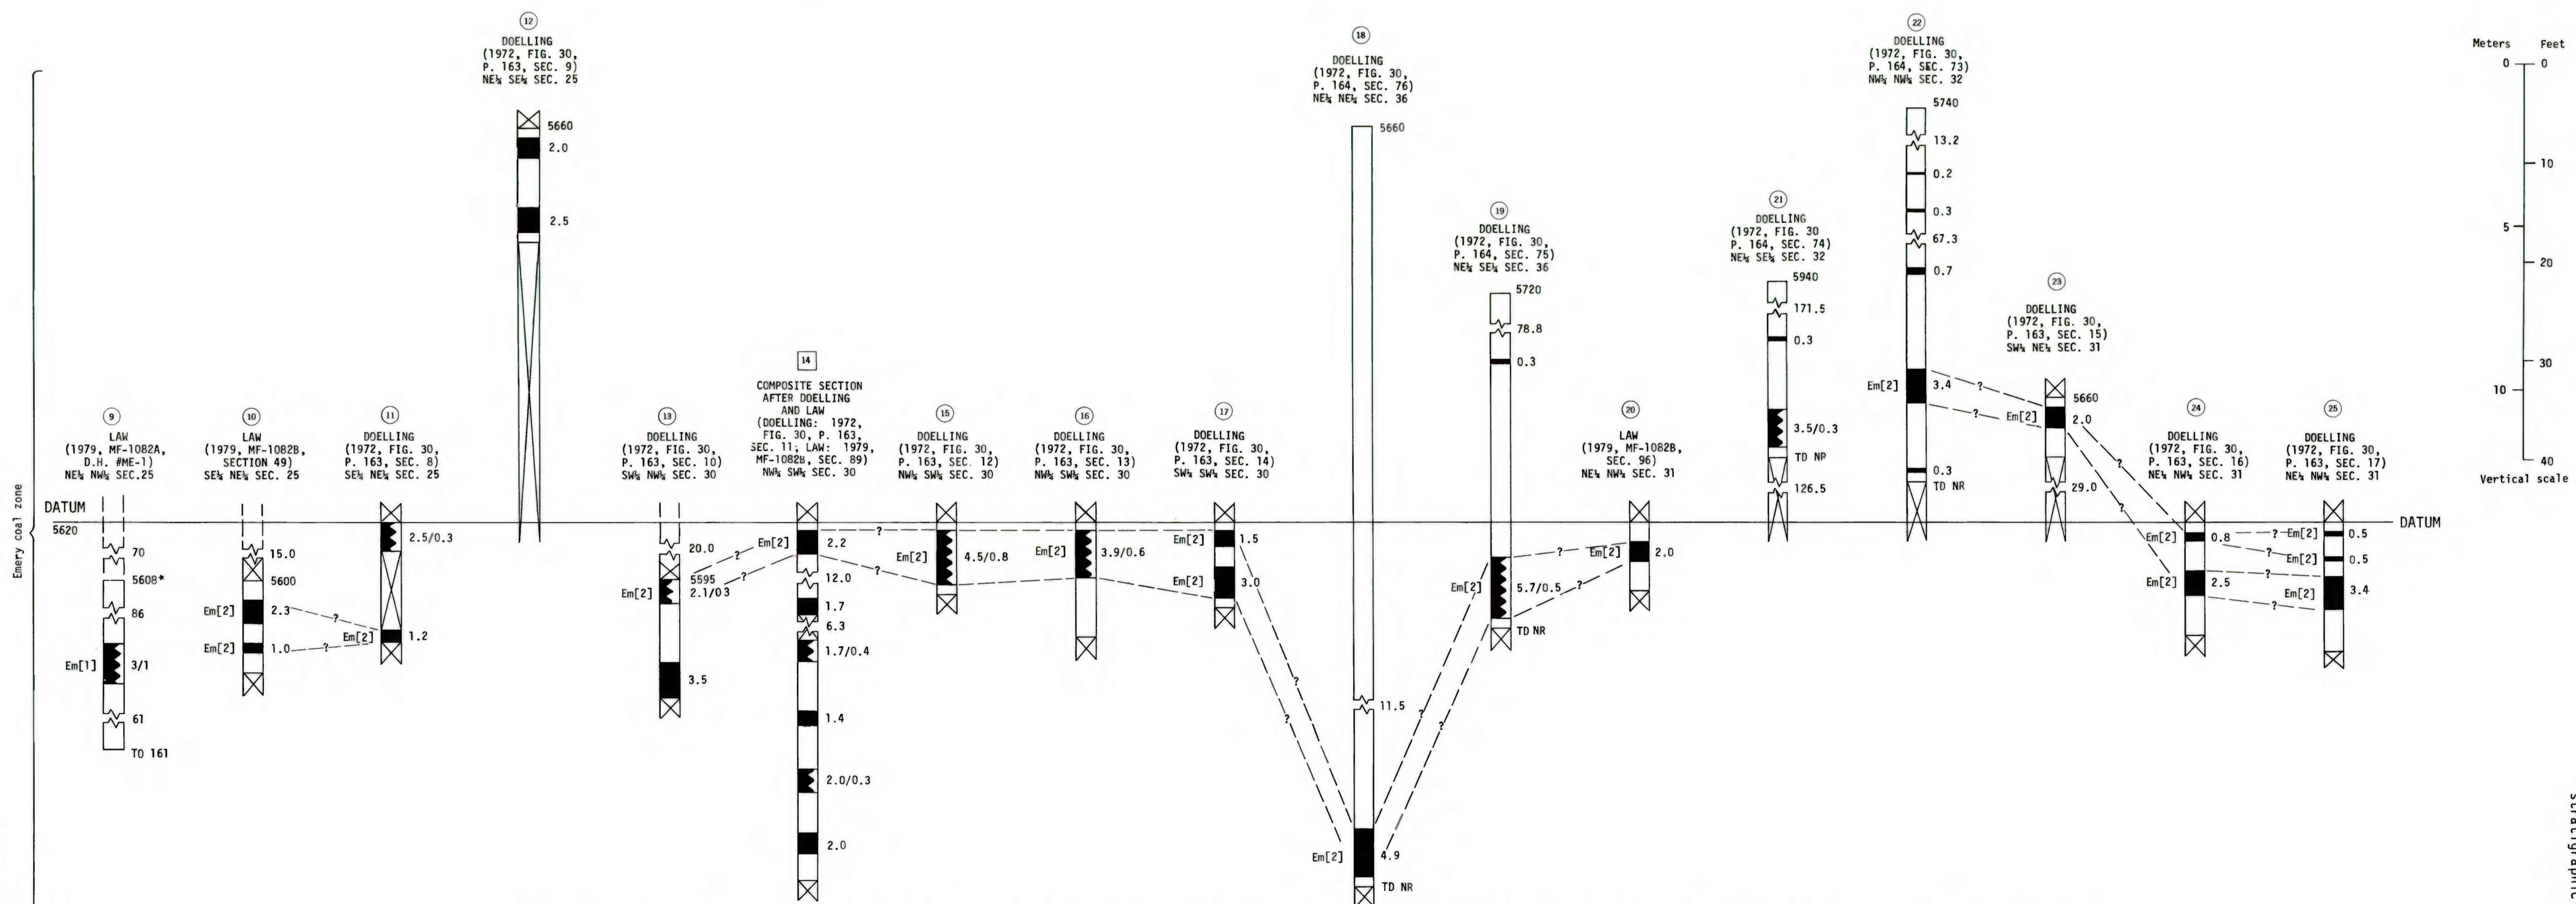 Emery coal zone
DATUM
5620
9
LAW
(1979, MF-1082A,
D.H. #ME-1)
NE¼ NW¼ SEC.25
70
5608*
86
Em[1]
3/1
61
TD 161
10
LAW
(1979, MF-1082B,
SECTION 49)
SE¼ NE¼ SEC. 25
15.0
5600
Em[2]
2.3
?
Em[2]
1.0
?
11
DOELLING
(1972, FIG. 30,
P. 163, SEC. 8)
SE¼ NE¼ SEC. 25
2.5/0.3
Em[2]
1.2
12
DOELLING
(1972, FIG. 30,
P. 163, SEC. 9)
NE¼ SE¼ SEC. 25
5660
2.0
2.5
13
DOELLING
(1972, FIG. 30,
P. 163, SEC. 10)
SW¼ NW¼ SEC. 30
20.0
5595
Em[2]
2.1/03
?
?
3.5
14
COMPOSITE SECTION
AFTER DOELLING
AND LAW
(DOELLING: 1972,
FIG. 30, P. 163,
SEC. 11; LAW: 1979,
MF-1082B, SEC. 89)
NW¼ SW¼ SEC. 30
Em[2]
2.2
?
?
12.0
1.7
6.3
1.7/0.4
1.4
2.0/0.3
2.0
15
DOELLING
(1972, FIG. 30,
P. 163, SEC. 12)
NW¼ SW¼ SEC. 30
Em[2]
4.5/0.8
16
DOELLING
(1972, FIG. 30,
P. 163, SEC. 13)
NW¼ SW¼ SEC. 30
Em[2]
3.9/0.6
17
DOELLING
(1972, FIG. 30,
P. 163, SEC. 14)
SW¼ SW¼ SEC. 30
Em[2]
1.5
Em[2]
3.0
?
?
18
DOELLING
(1972, FIG. 30,
P. 164, SEC. 76)
NE¼ NE¼ SEC. 36
5660
11.5
Em[2]
4.9
TD NR
?
?
19
DOELLING
(1972, FIG. 30,
P. 164, SEC. 75)
NE¼ SE¼ SEC. 36
5720
78.8
0.3
Em[2]
5.7/0.5
TD NR
?
?
20
LAW
(1979, MF-1082B,
SEC. 96)
NE¼ NW¼ SEC. 31
Em[2]
2.0
21
DOELLING
(1972, FIG. 30
P. 164, SEC. 74)
NE¼ SE¼ SEC. 32
5940
171.5
0.3
3.5/0.3
TD NR
126.5
22
DOELLING
(1972, FIG. 30,
P. 164, SEC. 73)
NW¼ NW¼ SEC. 32
5740
13.2
0.2
0.3
67.3
0.7
Em[2]
3.4
?
?
0.3
TD NR
23
DOELLING
(1972, FIG. 30,
P. 163, SEC. 15)
SW¼ NE¼ SEC. 31
5660
Em[2]
2.0
29.0
?
?
24
DOELLING
(1972, FIG. 30,
P. 163, SEC. 16)
NE¼ NW¼ SEC. 31
Em[2]
0.8
Em[2]
2.5
?
?
?
?
25
DOELLING
(1972, FIG. 30,
P. 163, SEC. 17)
NE¼ NW¼ SEC. 31
Em[2]
0.5
Em[2]
0.5
Em[2]
3.4
DATUM
Meters Feet
0 0
10
5
20
30
10
40
Vertical scale
stratigraphic